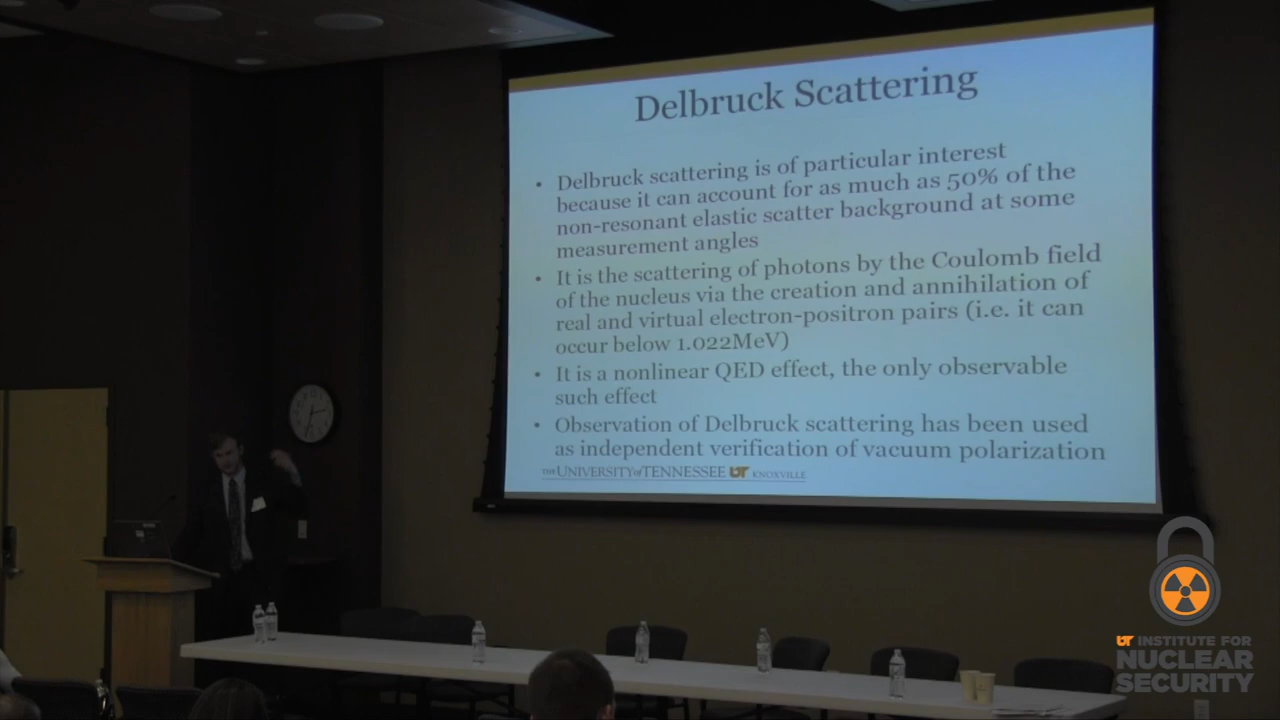 Delbruck Scattering
• Delbruck scattering is of particular interest
because it can account for as much as 50% of the
non-resonant elastic scatter background at some
measurement angles
• It is the scattering of photons by the Coulomb field
of the nucleus via the creation and annihilation of
real and virtual electron-positron pairs (i.e. it can
occur below 1.022MeV)
• It is a nonlinear QED effect, the only observable
such effect
• Observation of Delbruck scattering has been used
as independent verification of vacuum polarization
THE UNIVERSITY of TENNESSEE UT KNOXVILLE
UT INSTITUTE FOR
NUCLEAR
SECURITY